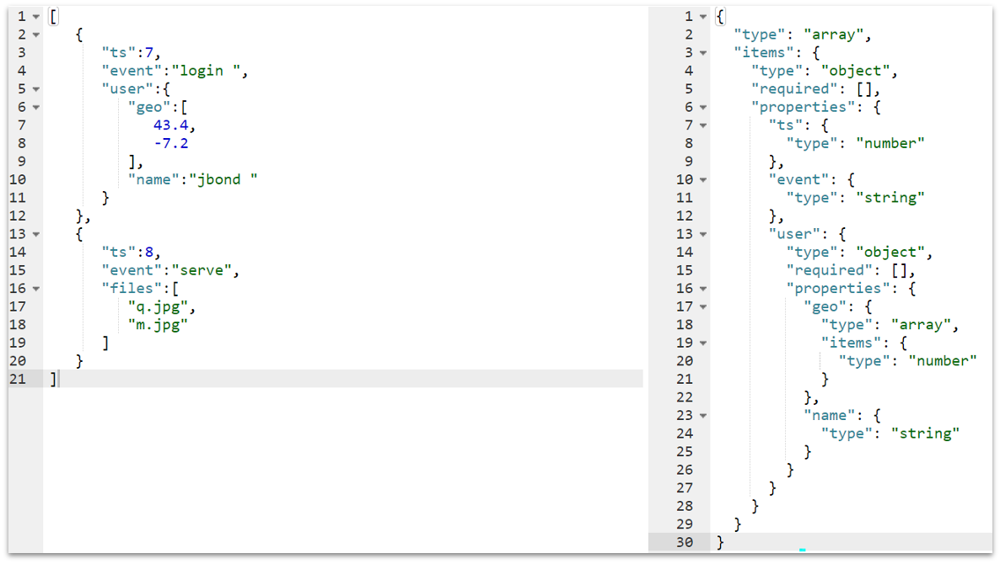 1 [
2 {
3 "ts":7,
4 "event":"login ",
5 "user":{
6 "geo":[
7 43.4,
8 -7.2
9 ],
10 "name":"jbond "
11 }
12 },
13 {
14 "ts":8,
15 "event":"serve",
16 "files":[
17 "q.jpg",
18 "m.jpg"
19 ]
20 }
21 ]
1 {
2 "type": "array",
3 "items": {
4 "type": "object",
5 "required": [],
6 "properties": {
7 "ts": {
8 "type": "number"
9 },
10 "event": {
11 "type": "string"
12 },
13 "user": {
14 "type": "object",
15 "required": [],
16 "properties": {
17 "geo": {
18 "type": "array",
19 "items": {
20 "type": "number"
21 }
22 },
23 "name": {
24 "type": "string"
25 }
26 }
27 }
28 }
29 }
30 }